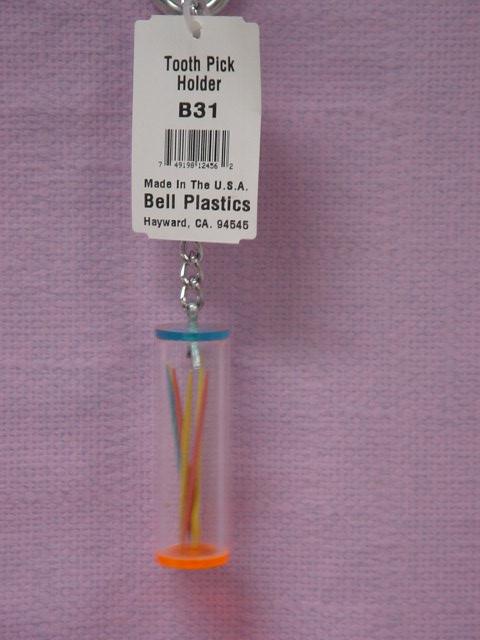 Tooth Pick
Holder
B31
7 49198 12456 2
Made In The U.S.A.
Bell Plastics
Hayward, CA. 94545